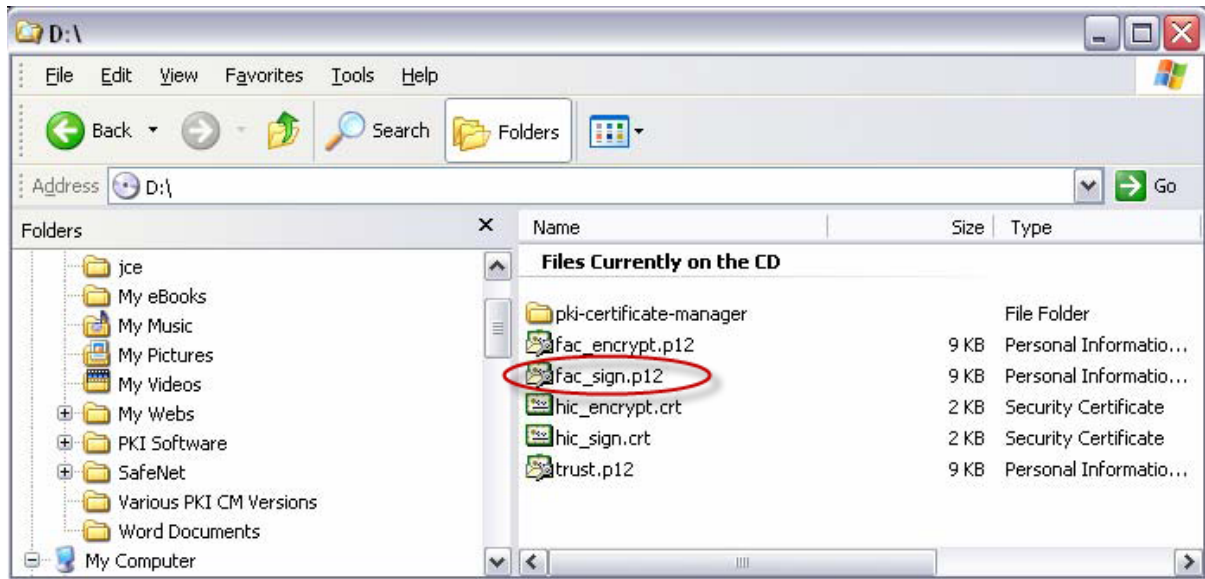 D:\
File Edit View Favorites Tools Help
Back Search Folders
Address D:\ Go
Folders
jce
My eBooks
My Music
My Pictures
My Videos
My Webs
PKI Software
SafeNet
Various PKI CM Versions
Word Documents
My Computer
Name Size Type
Files Currently on the CD
pki-certificate-manager File Folder
fac_encrypt.p12 9 KB Personal Informatio...
fac_sign.p12 9 KB Personal Informatio...
hic_encrypt.crt 2 KB Security Certificate
hic_sign.crt 2 KB Security Certificate
trust.p12 9 KB Personal Informatio...